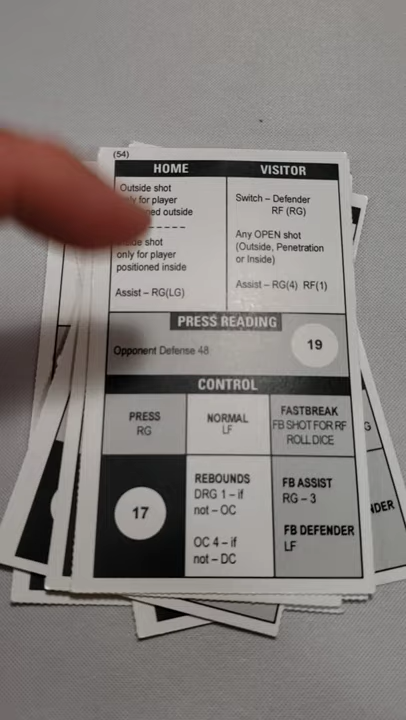 (54)
HOME
VISITOR
Outside shot
for player
outside
shot
only for player
positioned inside
Assist – RG(LG)
Switch – Defender
RF (RG)
Any OPEN shot
(Outside, Penetration
or Inside)
Assist – RG(4) RF(1)
PRESS READING
Opponent Defense 48
19
CONTROL
PRESS
RG
NORMAL
LF
FASTBREAK
FB SHOT FOR RF
ROLL DICE
17
REBOUNDS
DRG 1 – if
not – OC
OC 4 – if
not – DC
FB ASSIST
RG – 3
FB DEFENDER
LF
G
NDER